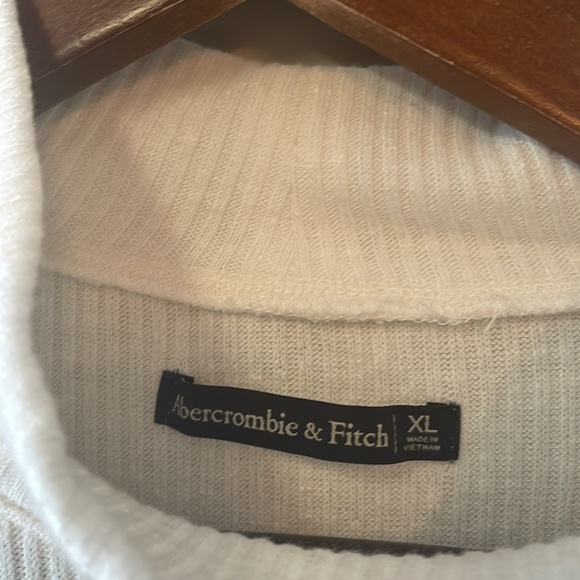 Abercrombie & Fitch
XL
MADE IN
VIETNAM